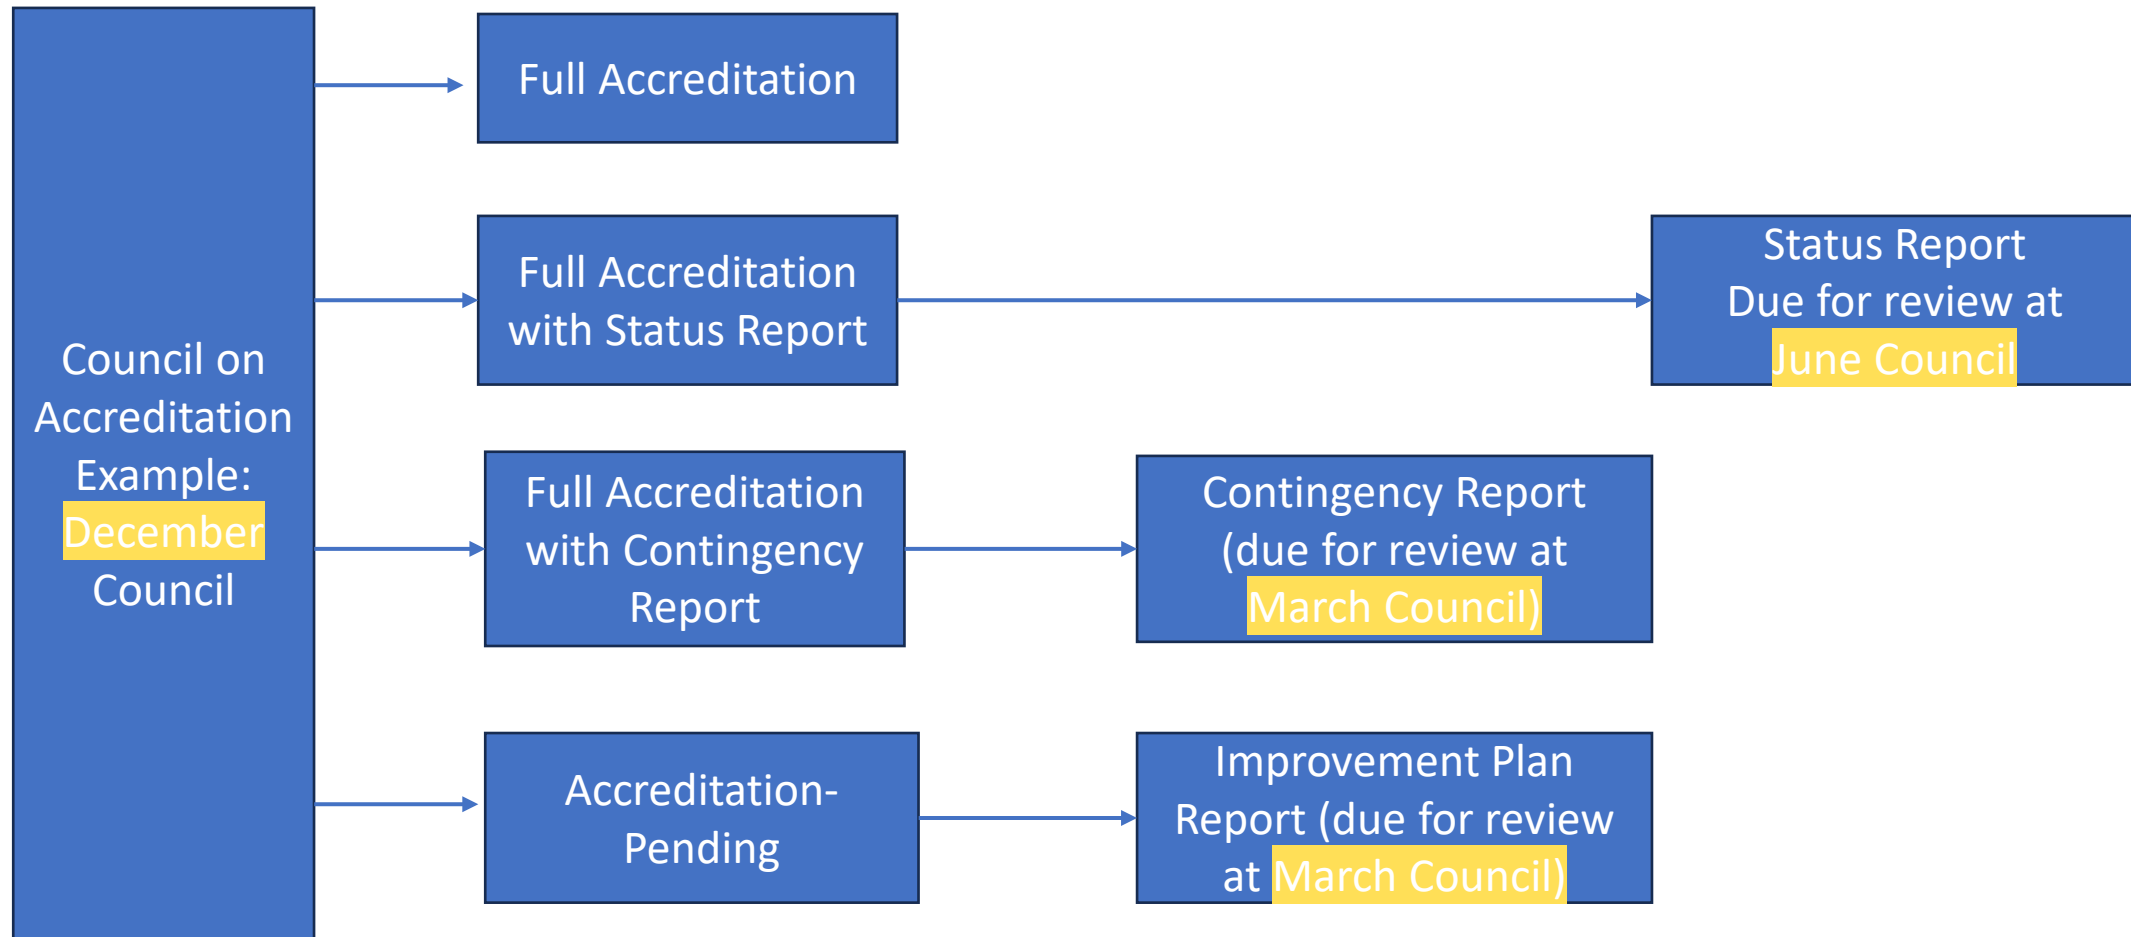 Council on
Accreditation
Example:
December
Council
Full Accreditation
Full Accreditation
with Status Report
Status Report
Due for review at
June Council
Full Accreditation
with Contingency
Report
Contingency Report
(due for review at
March Council)
Accreditation-
Pending
Improvement Plan
Report (due for review
at March Council)